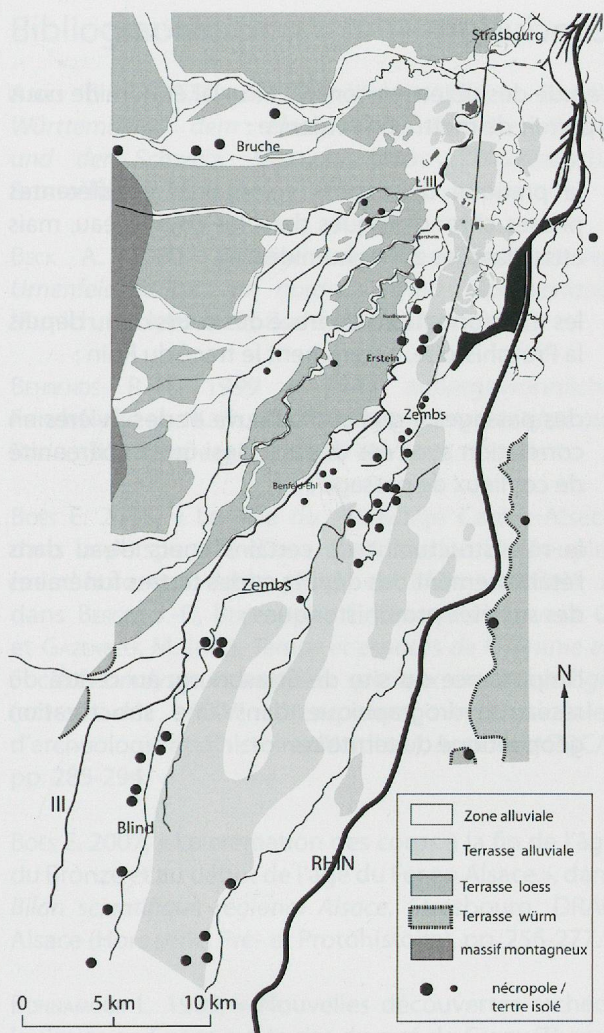 Strasbourg
Bruche
L'Ill
Erstein
Zembs
Benfeld-Ehl
Zembs
N
Ill
Blind
RHIN
Zone alluviale
Terrasse alluviale
Terrasse loess
Terrasse würm
massif montagneux
nécropole /
tertre isolé
0 5 km 10 km